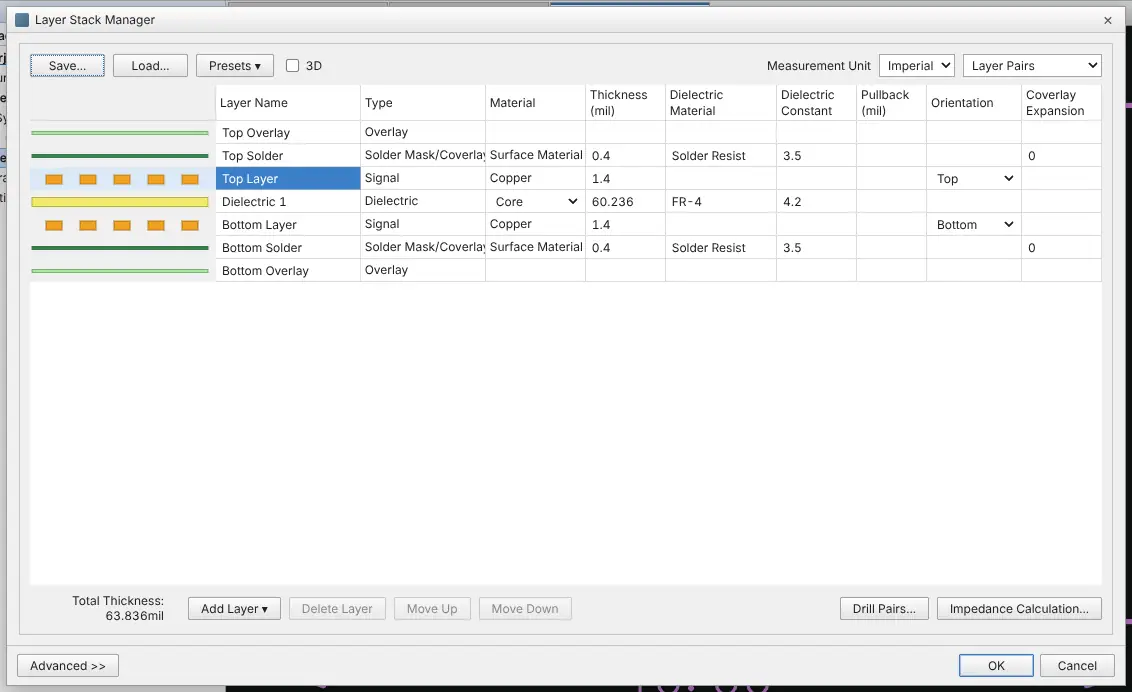 Layer Stack Manager ×
Save... Load... Presets ▾ 3D Measurement Unit Imperial Layer Pairs
Layer Name Type Material Thickness (mil) Dielectric Material Dielectric Constant Pullback (mil) Orientation Coverlay Expansion
Top Overlay Overlay
Top Solder Solder Mask/Coverlay Surface Material 0.4 Solder Resist 3.5 0
Top Layer Signal Copper 1.4 Top
Dielectric 1 Dielectric Core 60.236 FR-4 4.2
Bottom Layer Signal Copper 1.4 Bottom
Bottom Solder Solder Mask/Coverlay Surface Material 0.4 Solder Resist 3.5 0
Bottom Overlay Overlay
Total Thickness:
63.836mil
Add Layer ▾ Delete Layer Move Up Move Down Drill Pairs... Impedance Calculation...
Advanced >> OK Cancel